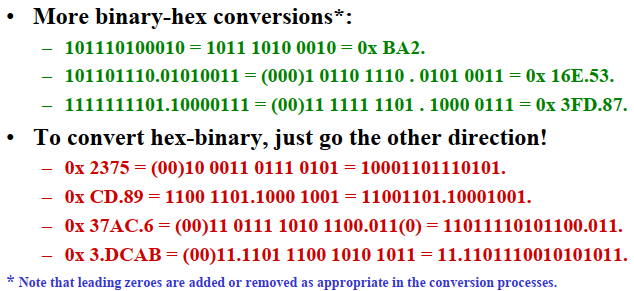 • More binary-hex conversions*:
– 101110100010 = 1011 1010 0010 = 0x BA2.
– 101101110.01010011 = (000)1 0110 1110 . 0101 0011 = 0x 16E.53.
– 1111111101.10000111 = (00)11 1111 1101 . 1000 0111 = 0x 3FD.87.
• To convert hex-binary, just go the other direction!
– 0x 2375 = (00)10 0011 0111 0101 = 10001101110101.
– 0x CD.89 = 1100 1101.1000 1001 = 11001101.10001001.
– 0x 37AC.6 = (00)11 0111 1010 1100.011(0) = 11011110101100.011.
– 0x 3.DCAB = (00)11.1101 1100 1010 1011 = 11.1101110010101011.
* Note that leading zeroes are added or removed as appropriate in the conversion processes.